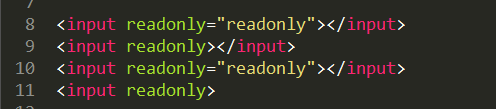 8 <input readonly="readonly"></input>
9 <input readonly></input>
10 <input readonly="readonly"></input>
11 <input readonly>